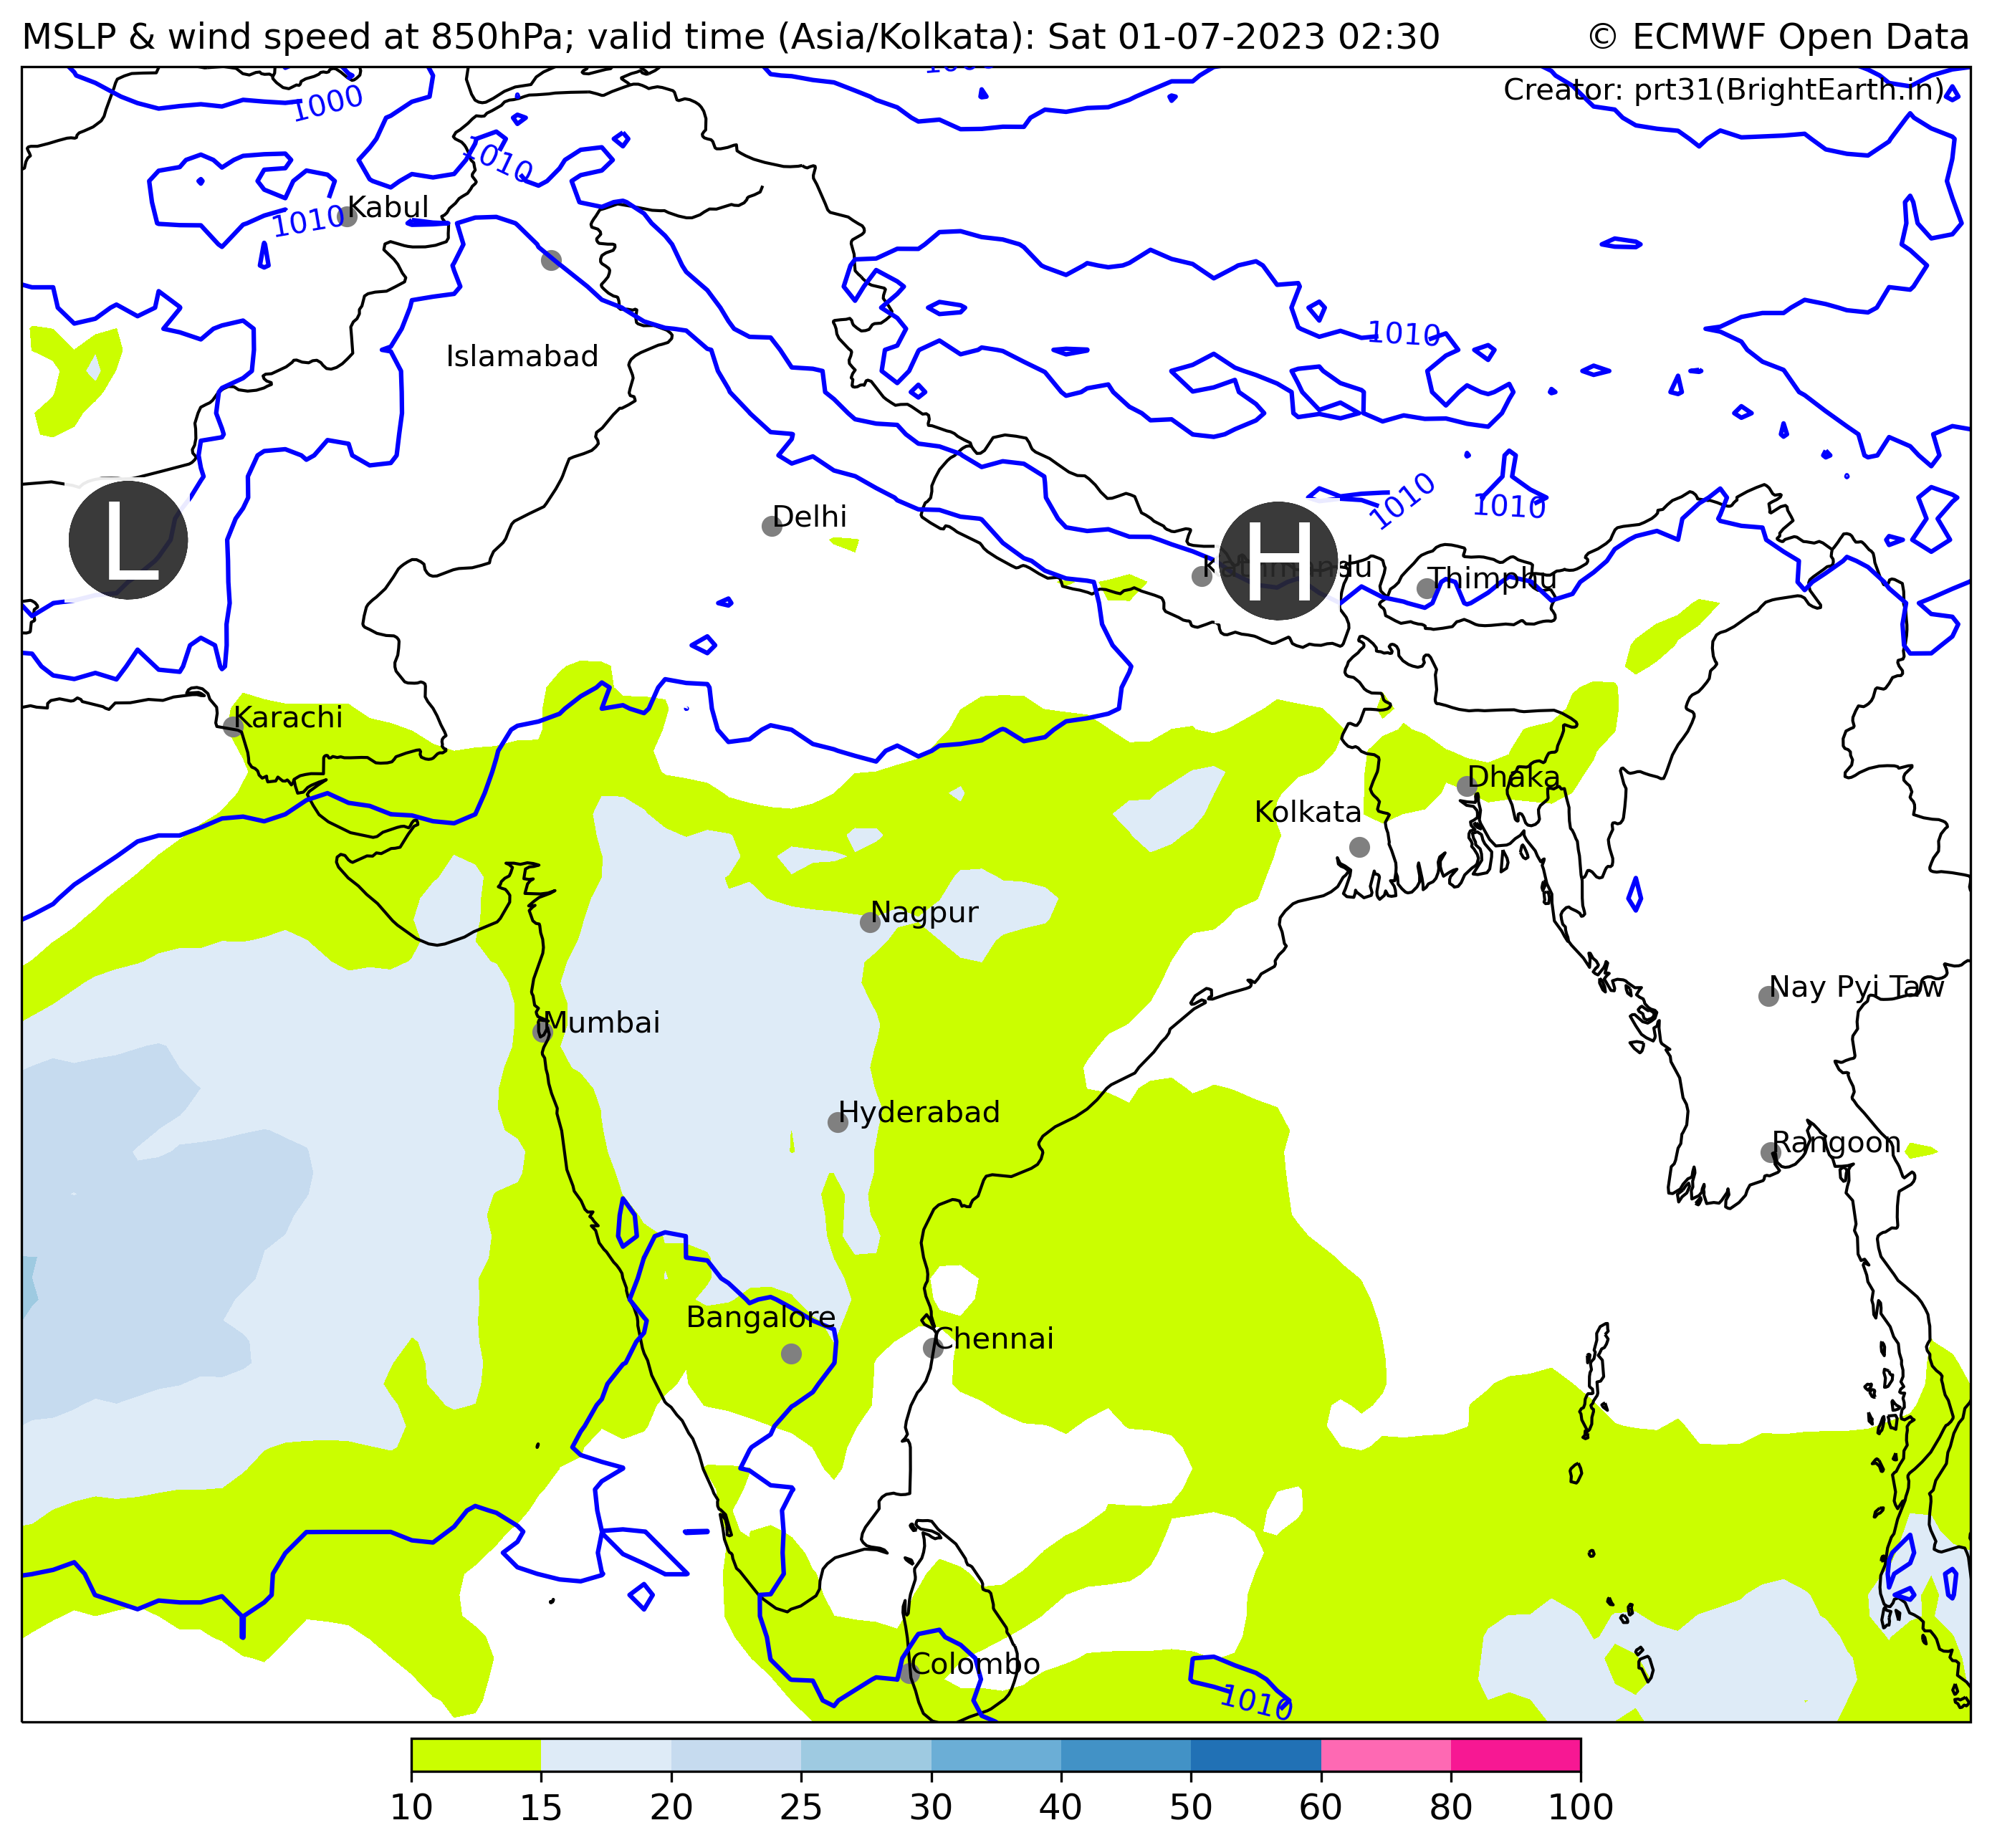 MSLP & wind speed at 850hPa; valid time (Asia/Kolkata): Sat 01-07-2023 02:30
© ECMWF Open Data
Creator: prt31(BrightEarth.in)
1000
1010
Kabul
1010
1010
Islamabad
1010
1010
L
Delhi
H
Thimphu
Karachi
Dhaka
Kolkata
Nagpur
Nay Pyi Taw
Mumbai
Hyderabad
Rangoon
Bangalore
Chennai
Colombo
1010
10 15 20 25 30 40 50 60 80 100